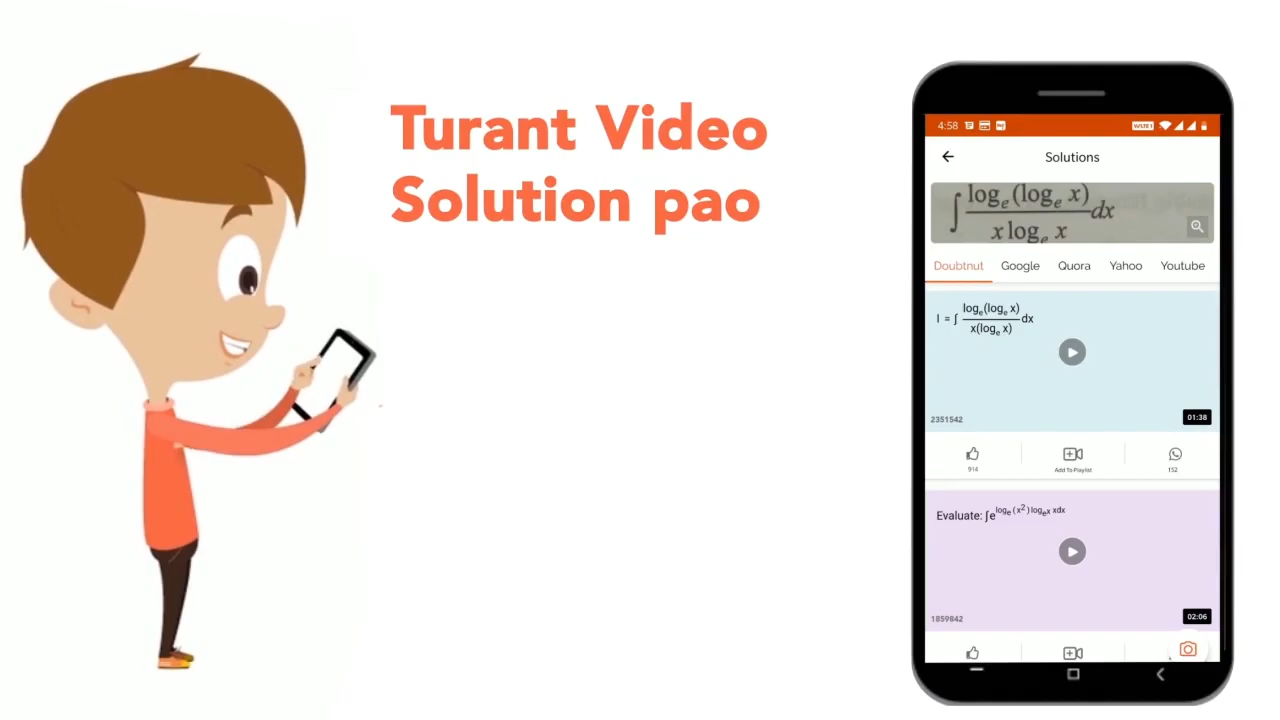 Turant Video
Solution pao
4:58
VoLTE1
Solutions
∫ logₑ(logₑ x) / x logₑ x dx
Doubtnut Google Quora Yahoo Youtube
I = ∫ logₑ(logₑ x) / x(logₑ x) dx
2351542 01:38
914 Add To Playlist 152
Evaluate: ∫e^logₑ(x²)logₑx xdx
1859842 02:06